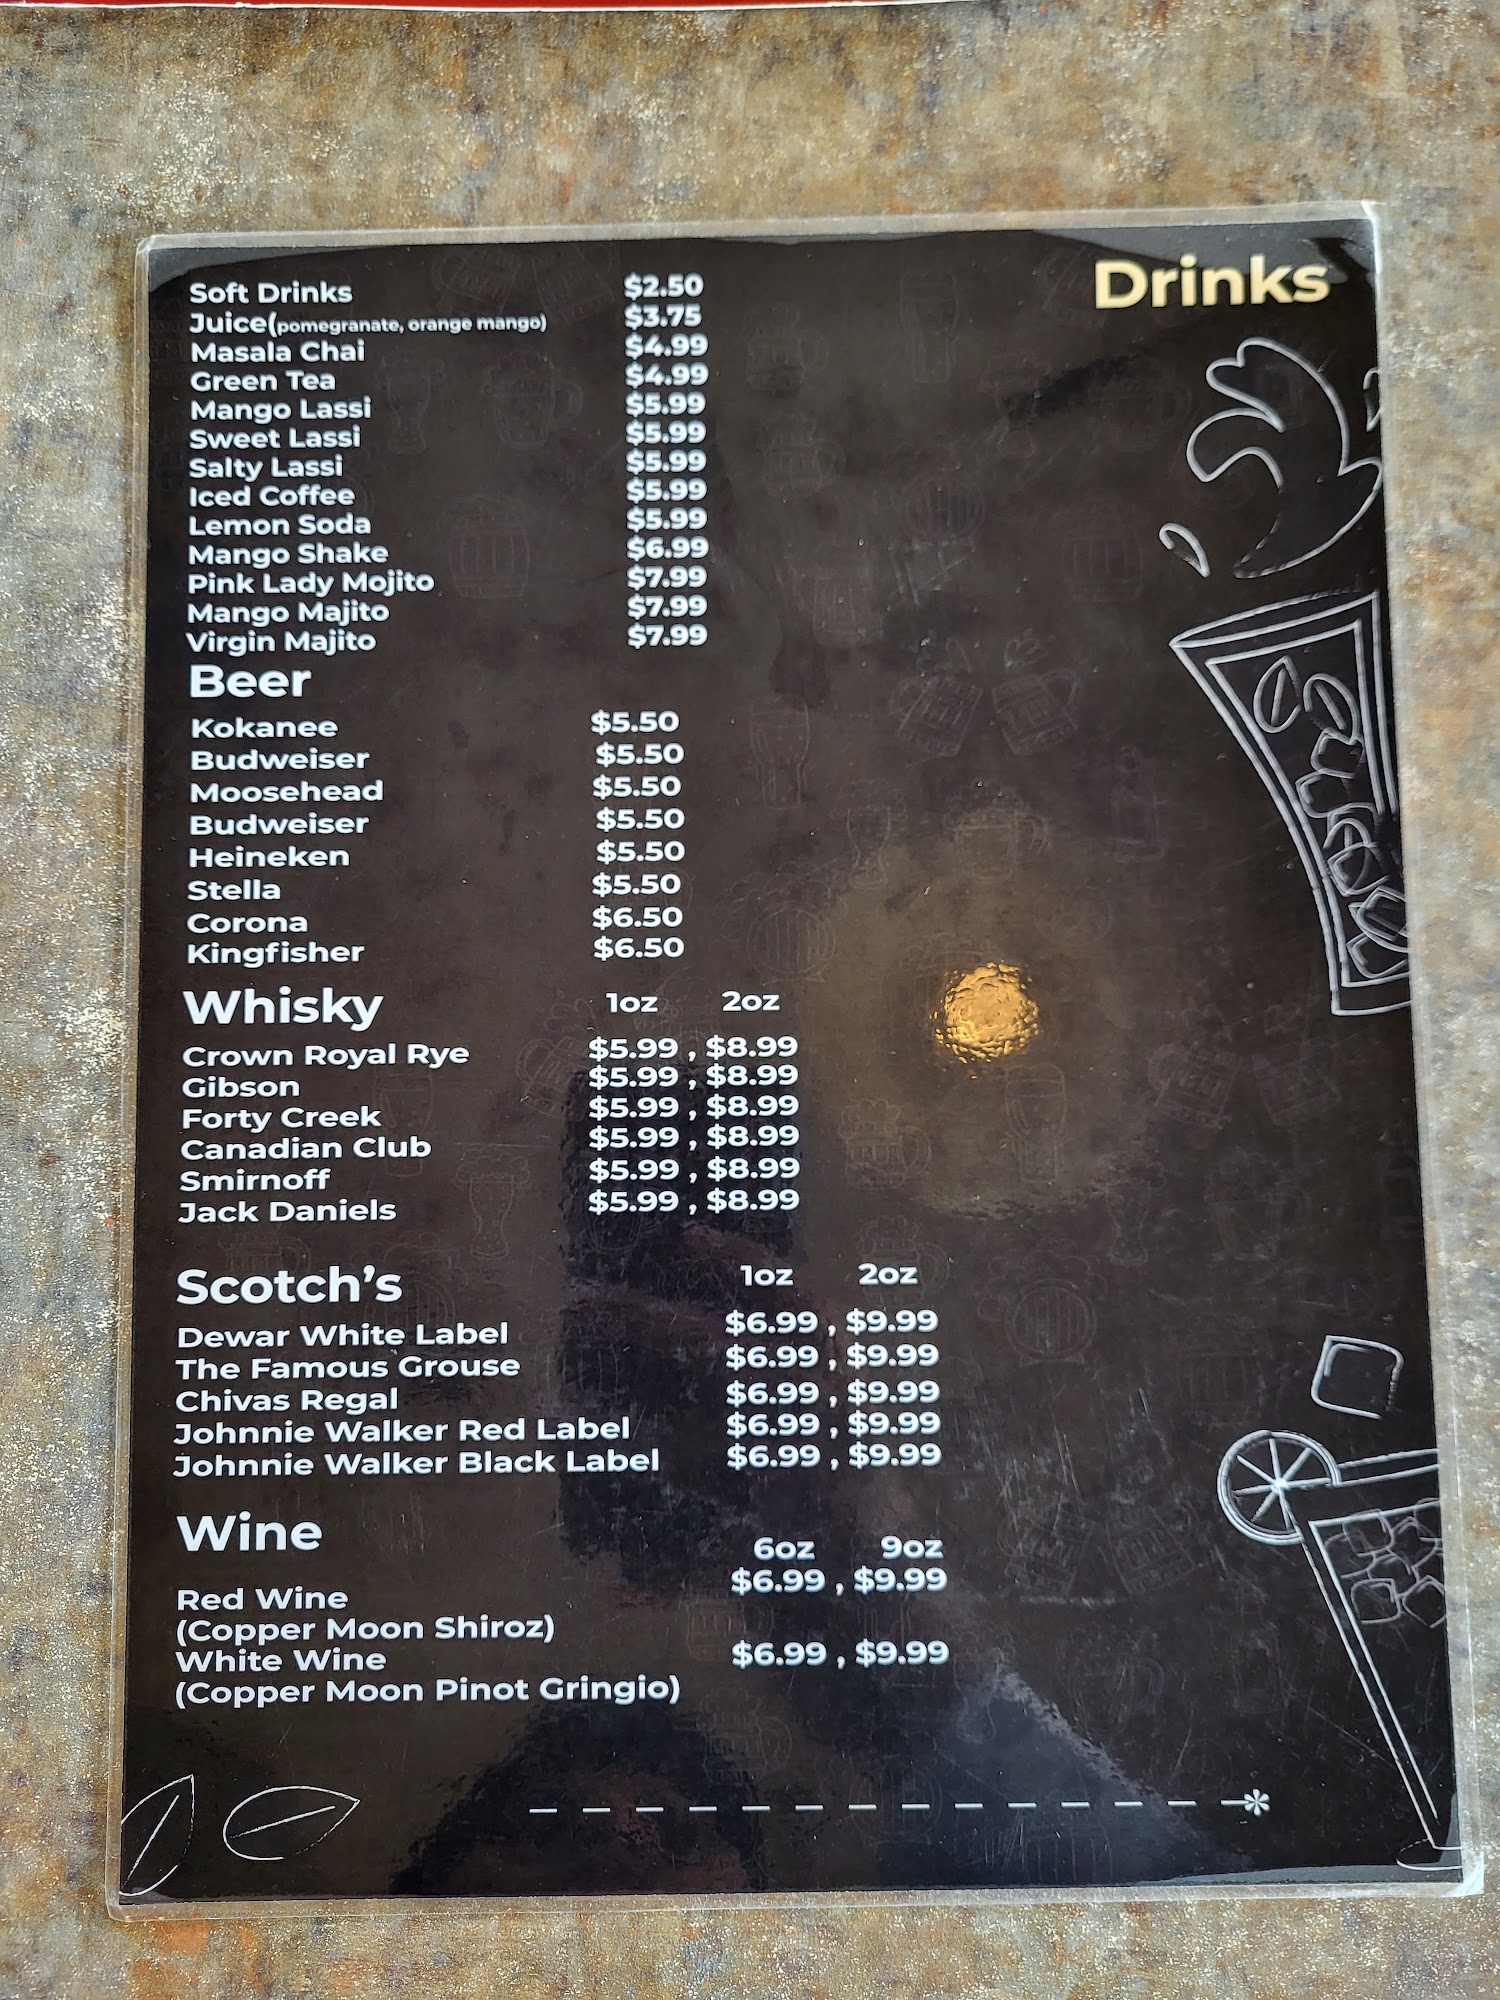 Drinks
Soft Drinks $2.50
Juice(pomegranate, orange mango) $3.75
Masala Chai $4.99
Green Tea $4.99
Mango Lassi $5.99
Sweet Lassi $5.99
Salty Lassi $5.99
Iced Coffee $5.99
Lemon Soda $5.99
Mango Shake $6.99
Pink Lady Mojito $7.99
Mango Majito $7.99
Virgin Majito $7.99
Beer
Kokanee $5.50
Budweiser $5.50
Moosehead $5.50
Budweiser $5.50
Heineken $5.50
Stella $5.50
Corona $6.50
Kingfisher $6.50
Whisky 1oz 2oz
Crown Royal Rye $5.99 , $8.99
Gibson $5.99 , $8.99
Forty Creek $5.99 , $8.99
Canadian Club $5.99 , $8.99
Smirnoff $5.99 , $8.99
Jack Daniels $5.99 , $8.99
Scotch's 1oz 2oz
Dewar White Label $6.99 , $9.99
The Famous Grouse $6.99 , $9.99
Chivas Regal $6.99 , $9.99
Johnnie Walker Red Label $6.99 , $9.99
Johnnie Walker Black Label $6.99 , $9.99
Wine 6oz 9oz
Red Wine $6.99 , $9.99
(Copper Moon Shiroz)
White Wine $6.99 , $9.99
(Copper Moon Pinot Gringio)